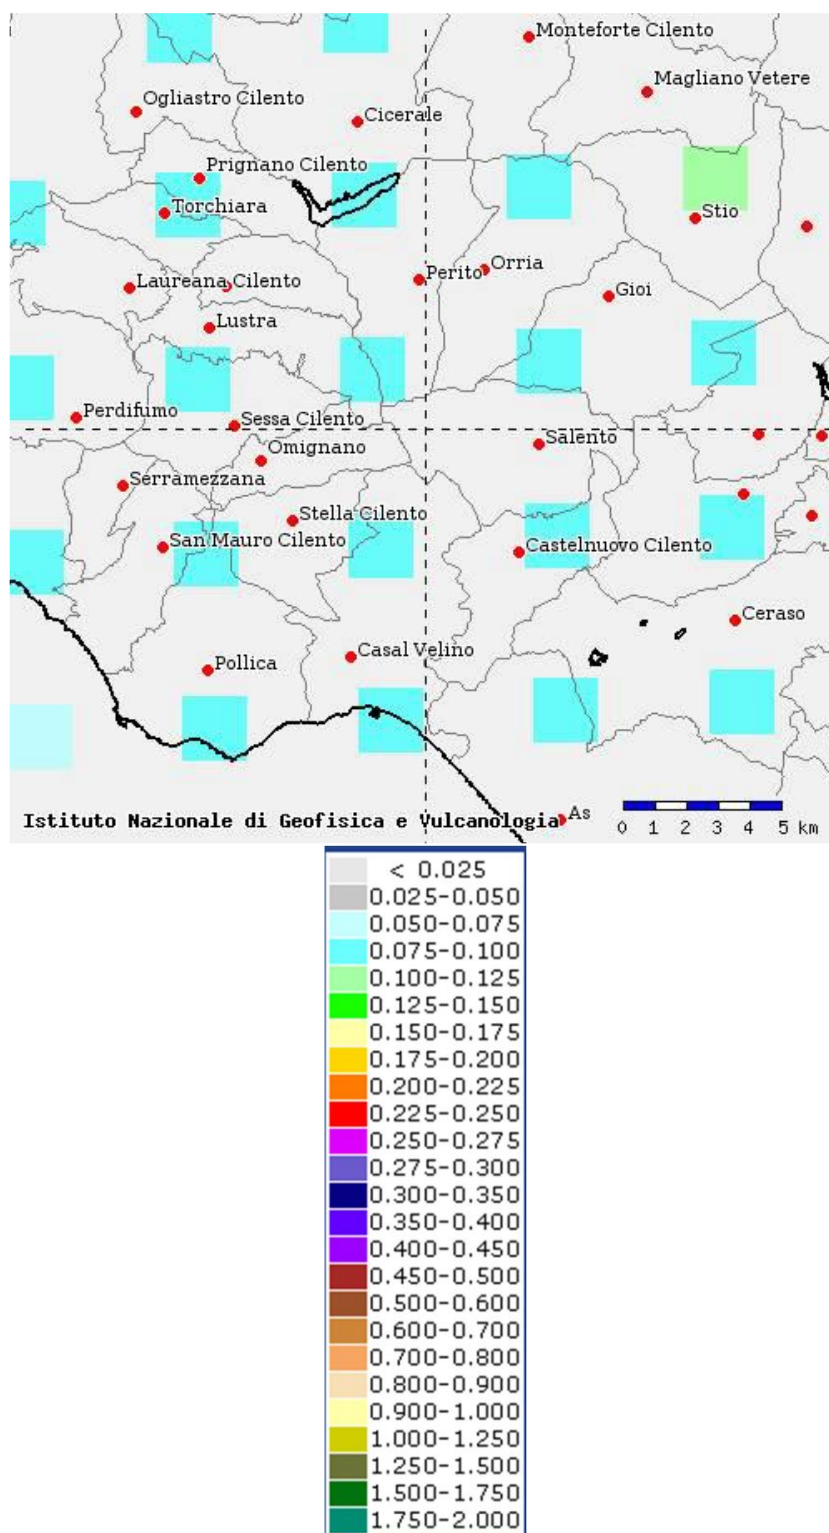 Monteforte Cilento
Magliano Vetere
Ogliastro Cilento
Cicerale
Prignano Cilento
Torchiara
Stio
Orria
Perito
Laureana Cilento
Gioi
Lustra
Perdifumo
Sessa Cilento
Salento
Omignano
Serramezzana
Stella Cilento
San Mauro Cilento
Castelnuovo Cilento
Ceraso
Casal Velino
Pollica
As
Istituto Nazionale di Geofisica e Vulcanologia
0 1 2 3 4 5 km
< 0.025
0.025-0.050
0.050-0.075
0.075-0.100
0.100-0.125
0.125-0.150
0.150-0.175
0.175-0.200
0.200-0.225
0.225-0.250
0.250-0.275
0.275-0.300
0.300-0.350
0.350-0.400
0.400-0.450
0.450-0.500
0.500-0.600
0.600-0.700
0.700-0.800
0.800-0.900
0.900-1.000
1.000-1.250
1.250-1.500
1.500-1.750
1.750-2.000